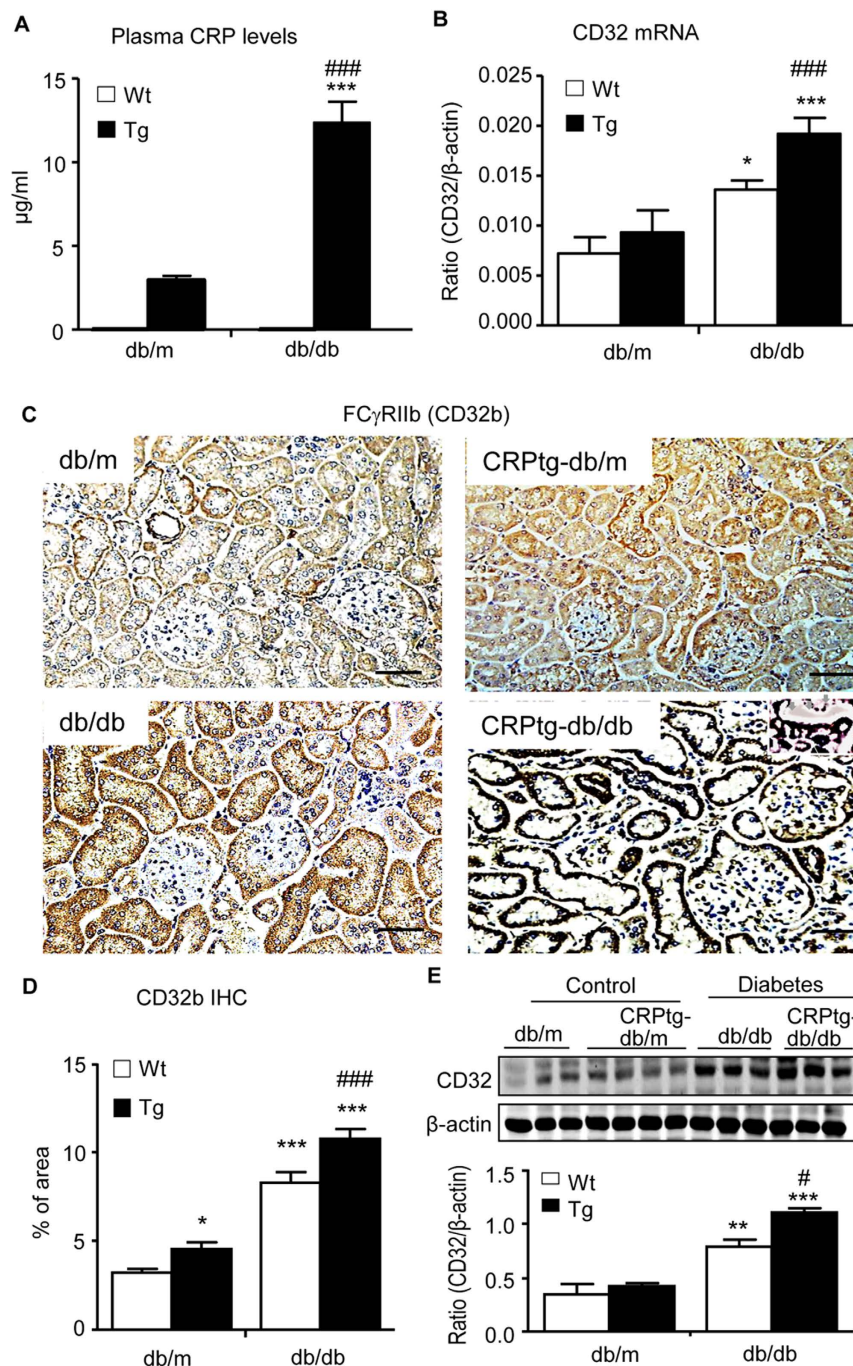 A
Plasma CRP levels
###
***
15
Wt
Tg
10
µg/ml
5
0
db/m
db/db
B
CD32 mRNA
###
0.025
Wt
***
Tg
0.020
*
0.015
0.010
0.005
0.000
Ratio (CD32/β-actin)
db/m
db/db
C
FCγRIIb (CD32b)
db/m
CRPtg-db/m
db/db
CRPtg-db/db
D
CD32b IHC
15
Wt
###
Tg
***
***
10
*
5
0
% of area
db/m
db/db
E
Control
Diabetes
db/m
CRPtg-
db/m
db/db
CRPtg-
db/db
CD32
β-actin
1.5
Wt
#
Tg
***
**
1.0
0.5
0.0
Ratio (CD32/β-actin)
db/m
db/db